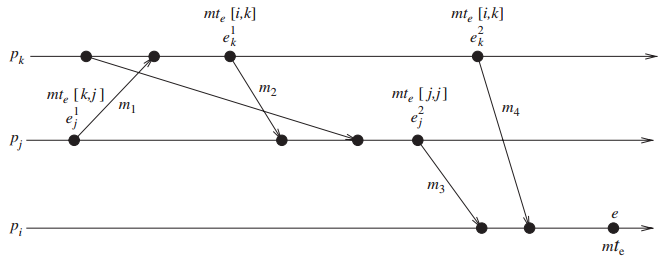 mt_e [i,k]
e_k^1
mt_e [i,k]
e_k^2
p_k
mt_e [k,j]
e_j^1
m_1
m_2
mt_e [j,j]
e_j^2
m_4
p_j
m_3
e
p_i
mt_e